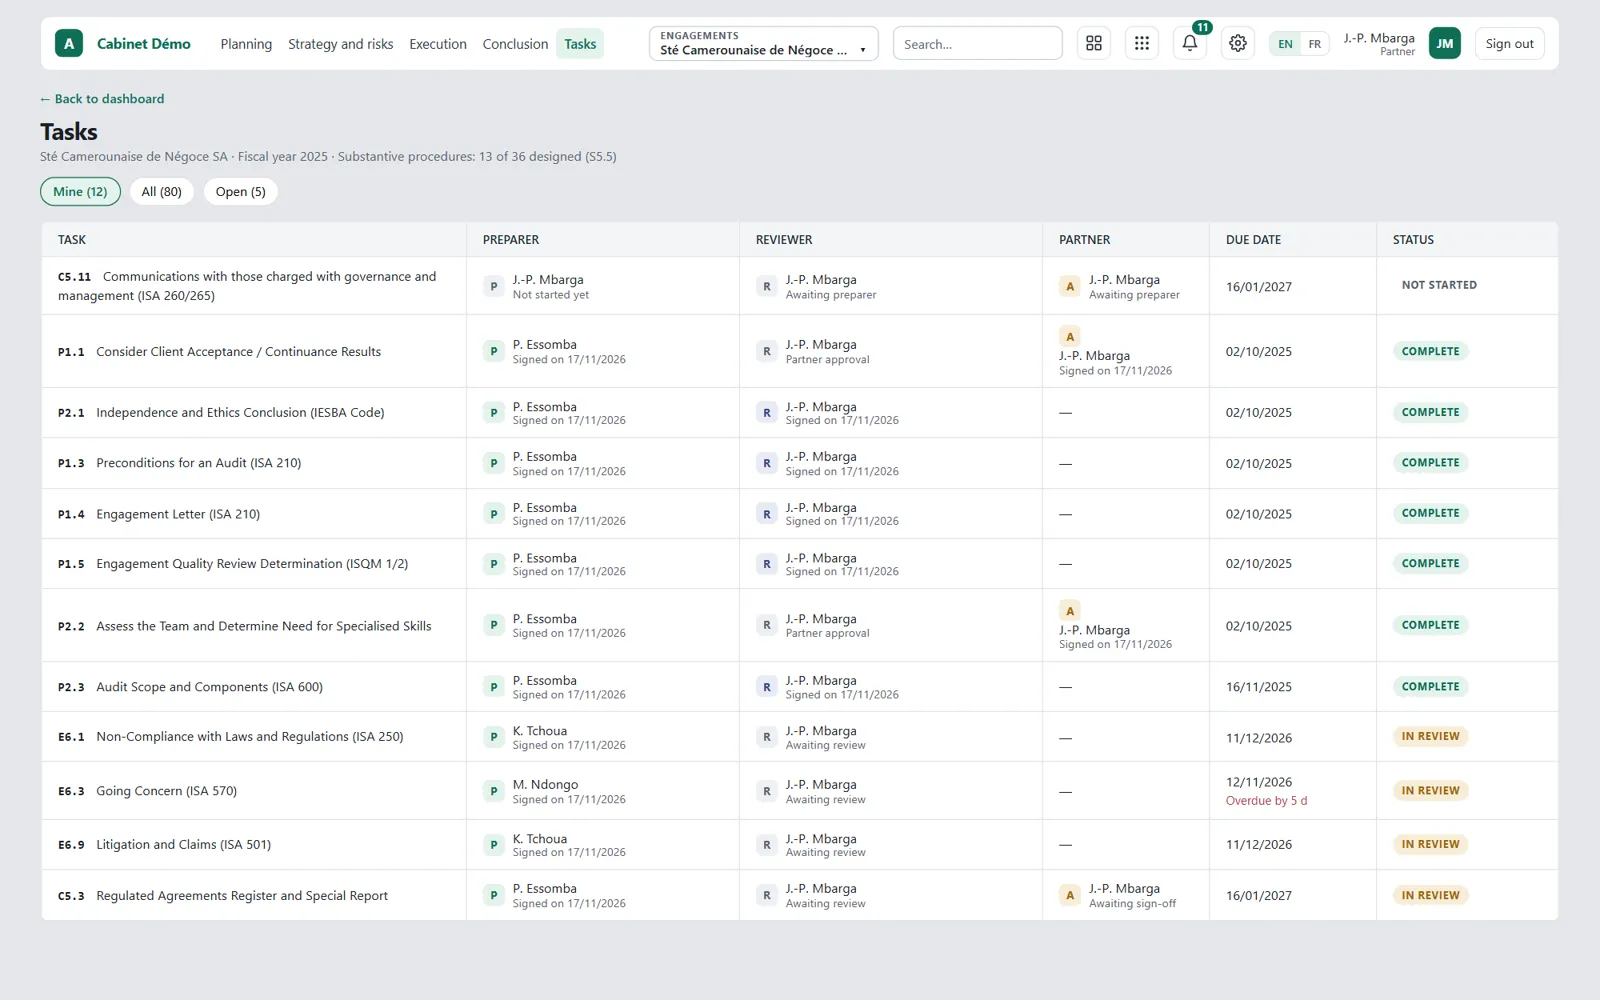 A Cabinet Démo Planning Strategy and risks Execution Conclusion Tasks
ENGAGEMENTS
Sté Camerounaise de Négoce ... ▾
Search...
11
EN FR
J.-P. Mbarga
Partner
JM
Sign out
← Back to dashboard
Tasks
Sté Camerounaise de Négoce SA · Fiscal year 2025 · Substantive procedures: 13 of 36 designed (S5.5)
Mine (12) All (80) Open (5)
TASK PREPARER REVIEWER PARTNER DUE DATE STATUS
C5.11 Communications with those charged with governance and
management (ISA 260/265)
P J.-P. Mbarga
Not started yet
R J.-P. Mbarga
Awaiting preparer
A J.-P. Mbarga
Awaiting preparer
16/01/2027
NOT STARTED
P1.1 Consider Client Acceptance / Continuance Results
P P. Essomba
Signed on 17/11/2026
R J.-P. Mbarga
Partner approval
A
J.-P. Mbarga
Signed on 17/11/2026
02/10/2025
COMPLETE
P2.1 Independence and Ethics Conclusion (IESBA Code)
P P. Essomba
Signed on 17/11/2026
R J.-P. Mbarga
Signed on 17/11/2026
—
02/10/2025
COMPLETE
P1.3 Preconditions for an Audit (ISA 210)
P P. Essomba
Signed on 17/11/2026
R J.-P. Mbarga
Signed on 17/11/2026
—
02/10/2025
COMPLETE
P1.4 Engagement Letter (ISA 210)
P P. Essomba
Signed on 17/11/2026
R J.-P. Mbarga
Signed on 17/11/2026
—
02/10/2025
COMPLETE
P1.5 Engagement Quality Review Determination (ISQM 1/2)
P P. Essomba
Signed on 17/11/2026
R J.-P. Mbarga
Signed on 17/11/2026
—
02/10/2025
COMPLETE
P2.2 Assess the Team and Determine Need for Specialised Skills
P P. Essomba
Signed on 17/11/2026
R J.-P. Mbarga
Partner approval
A
J.-P. Mbarga
Signed on 17/11/2026
02/10/2025
COMPLETE
P2.3 Audit Scope and Components (ISA 600)
P P. Essomba
Signed on 17/11/2026
R J.-P. Mbarga
Signed on 17/11/2026
—
16/11/2025
COMPLETE
E6.1 Non-Compliance with Laws and Regulations (ISA 250)
P K. Tchoua
Signed on 17/11/2026
R J.-P. Mbarga
Awaiting review
—
11/12/2026
IN REVIEW
E6.3 Going Concern (ISA 570)
P M. Ndongo
Signed on 17/11/2026
R J.-P. Mbarga
Awaiting review
—
12/11/2026
Overdue by 5 d
IN REVIEW
E6.9 Litigation and Claims (ISA 501)
P K. Tchoua
Signed on 17/11/2026
R J.-P. Mbarga
Awaiting review
—
11/12/2026
IN REVIEW
C5.3 Regulated Agreements Register and Special Report
P P. Essomba
Signed on 17/11/2026
R J.-P. Mbarga
Awaiting review
A J.-P. Mbarga
Awaiting sign-off
16/01/2027
IN REVIEW